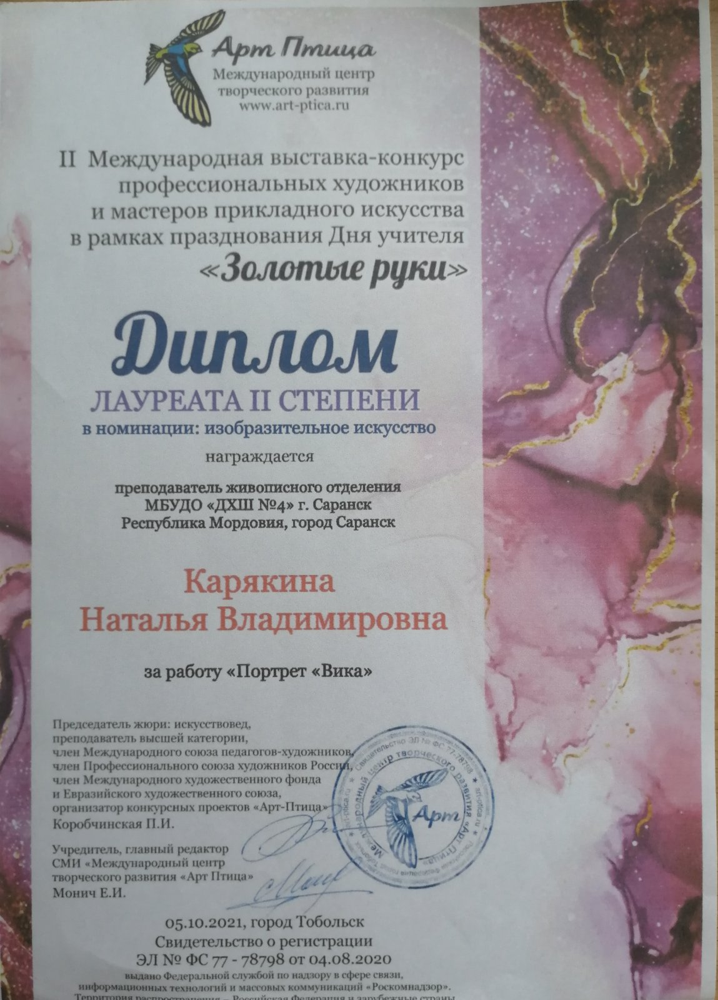 Арт Птица
Международный центр
творческого развития
www.art-ptica.ru
II Международная выставка-конкурс
профессиональных художников
и мастеров прикладного искусства
в рамках празднования Дня учителя
«Золотые руки»
Диплом
ЛАУРЕАТА II СТЕПЕНИ
в номинации: изобразительное искусство
награждается
преподаватель живописного отделения
МБУДО «ДХШ №4» г. Саранск
Республика Мордовия, город Саранск
Карякина
Наталья Владимировна
за работу «Портрет «Вика»
Председатель жюри: искусствовед,
преподаватель высшей категории,
член Международного союза педагогов-художников,
член Профессионального союза художников России,
член Международного художественного фонда
и Евразийского художественного союза,
организатор конкурсных проектов «Арт-Птица»
Коробчинская П.И.
Учредитель, главный редактор
СМИ «Международный центр
творческого развития «Арт Птица»
Монич Е.И.
Свидетельство ЭЛ № ФС 77-78798 ★ art-ptica.ru ★ Российская Федерация город Тобольск ★ art-ptica.ru ★
Международный центр творческого развития «Арт Птица»
Арт
05.10.2021, город Тобольск
Свидетельство о регистрации
ЭЛ № ФС 77 - 78798 от 04.08.2020
выдано Федеральной службой по надзору в сфере связи,
информационных технологий и массовых коммуникаций «Роскомнадзор».
Территория распространения – Российская Федерация и зарубежные страны